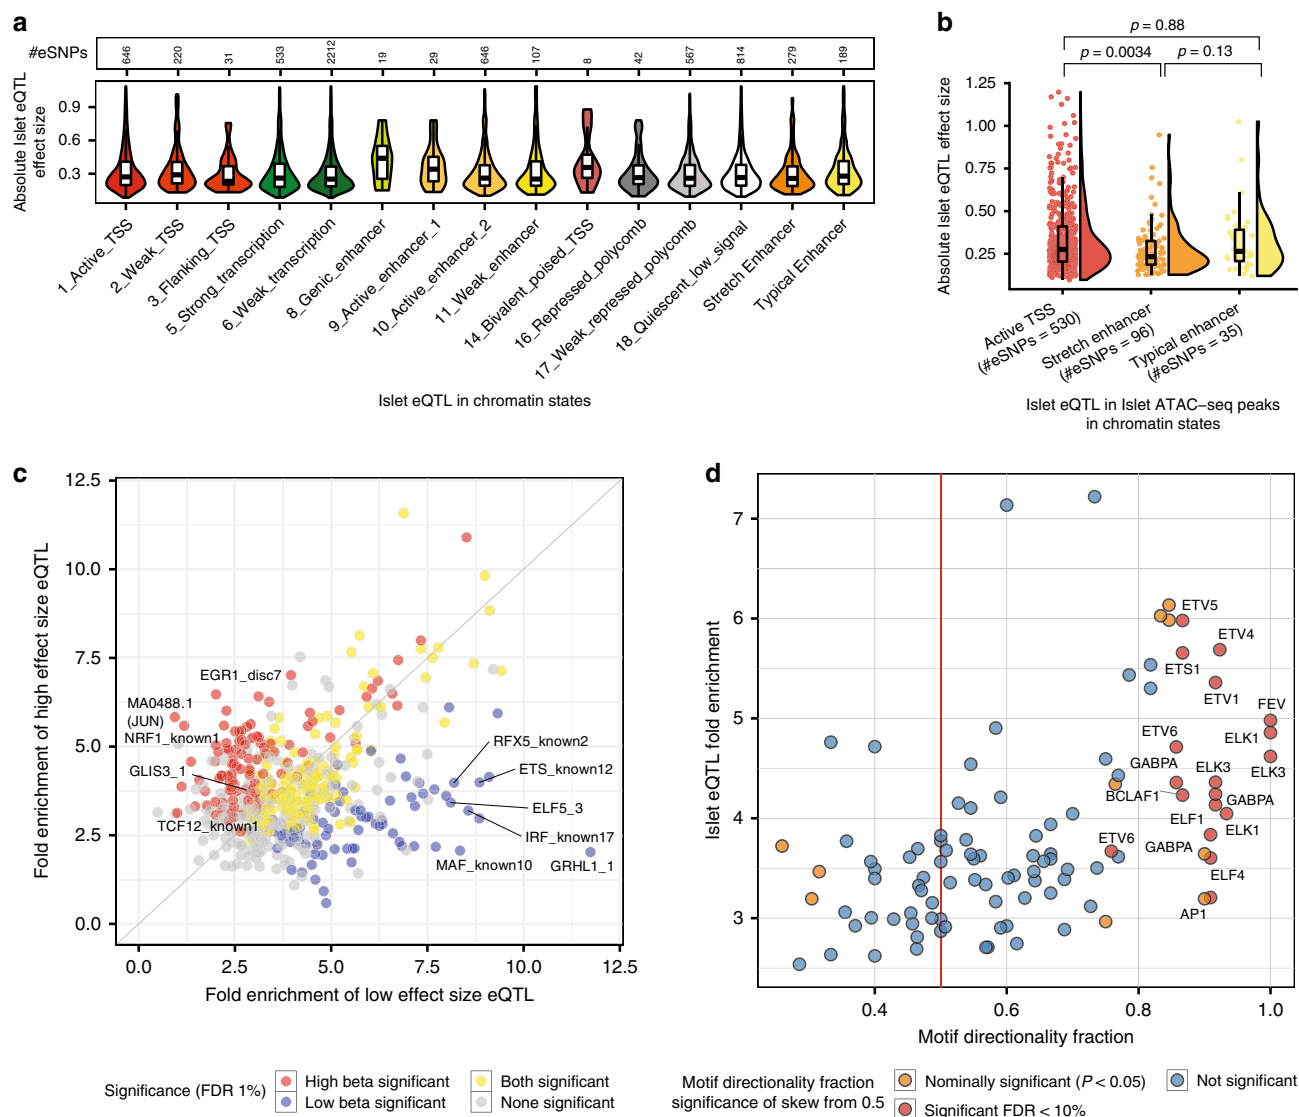 a
#eSNPs
646 220 31 533 2212 19 29 646 107 8 42 567 814 279 189
Absolute Islet eQTL
effect size
0.9
0.6
0.3
1_Active_TSS
2_Weak_TSS
3_Flanking_TSS
5_Strong_transcription
6_Weak_transcription
8_Genic_enhancer
9_Active_enhancer_1
10_Active_enhancer_2
11_Weak_enhancer
14_Bivalent_poised_TSS
16_Repressed_polycomb
17_Weak_repressed_polycomb
18_Quiescent_low_signal
Stretch Enhancer
Typical Enhancer
Islet eQTL in chromatin states
b
p = 0.88
p = 0.0034
p = 0.13
Absolute Islet eQTL effect size
1.25
1.00
0.75
0.50
0.25
Active TSS
(#eSNPs = 530)
Stretch enhancer
(#eSNPs = 96)
Typical enhancer
(#eSNPs = 35)
Islet eQTL in Islet ATAC−seq peaks
in chromatin states
c
Fold enrichment of high effect size eQTL
12.5
10.0
7.5
5.0
2.5
0.0
EGR1_disc7
MA0488.1
(JUN)
NRF1_known1
GLIS3_1
TCF12_known1
RFX5_known2
ETS_known12
ELF5_3
IRF_known17
MAF_known10
GRHL1_1
0.0 2.5 5.0 7.5 10.0 12.5
Fold enrichment of low effect size eQTL
Significance (FDR 1%)
High beta significant
Low beta significant
Both significant
None significant
d
Islet eQTL fold enrichment
7
6
5
4
3
ETV5
ETV4
ETS1
ETV1
FEV
ETV6
ELK1
GABPA
ELK3
ELK3
BCLAF1
GABPA
ELF1
ELK1
ETV6
GABPA
ELF4
AP1
0.4 0.6 0.8 1.0
Motif directionality fraction
Motif directionality fraction
significance of skew from 0.5
Nominally significant (P < 0.05)
Significant FDR < 10%
Not significant